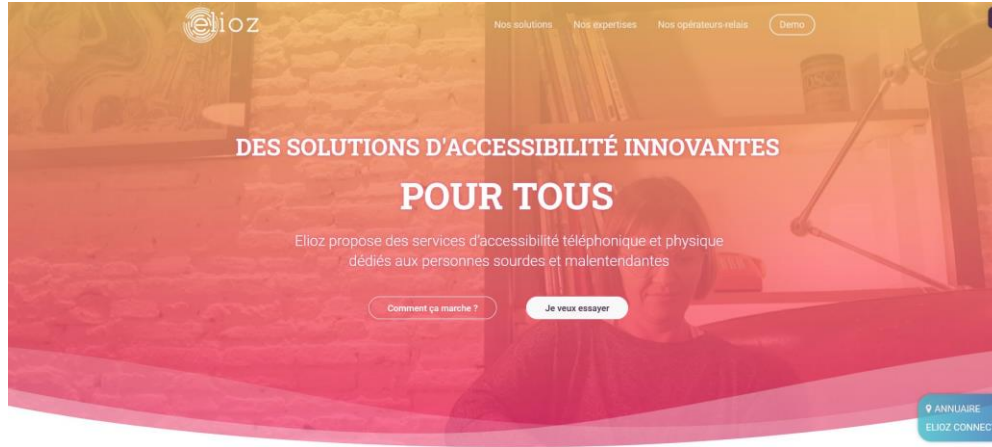 elioz
Nos solutions
Nos expertises
Nos opérateurs-relais
Demo
DES SOLUTIONS D'ACCESSIBILITÉ INNOVANTES
POUR TOUS
Elioz propose des services d'accessibilité téléphonique et physique
dédiés aux personnes sourdes et malentendantes
Comment ça marche ?
Je veux essayer
ANNUAIRE
ELIOZ CONNEC